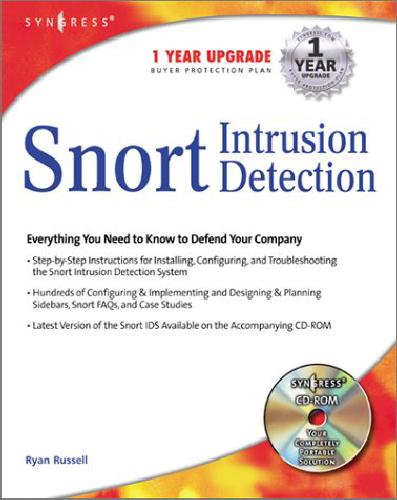 SYNGRESS®
1 YEAR UPGRADE
BUYER PROTECTION PLAN
1
YEAR
UPGRADE
Snort
Intrusion
Detection
Everything You Need to Know to Defend Your Company
• Step-by-Step Instructions for Installing, Configuring, and Troubleshooting
the Snort Intrusion Detection System
• Hundreds of Configuring & Implementing and Designing & Planning
Sidebars, Snort FAQs, and Case Studies
• Latest Version of the Snort IDS Available on the Accompanying CD-ROM
SYNGRESS®
CD-ROM
YOUR
COMPLETELY
PORTABLE
SOLUTION
Ryan Russell